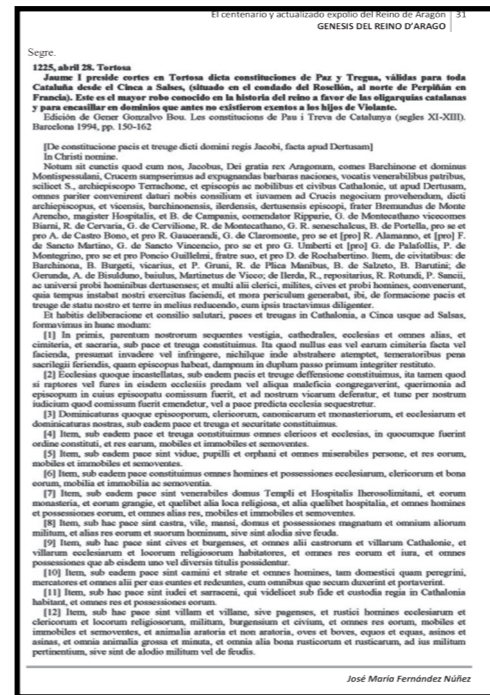 El centenario y actualizado expolio del Reino de Aragón | 31
GENESIS DEL REINO D'ARAGO
Segre.
1225, abril 28. Tortosa
Jaume I preside cortes en Tortosa dicta constituciones de Paz y Tregua, válidas para toda
Cataluña desde el Cinca a Salses, (situado en el condado del Rosellón, al norte de Perpiñán en
Francia). Este es el mayor robo conocido en la historia del reino a favor de las oligarquías catalanas
y para encasillar en dominios que antes no existieron exentos a los hijos de Violante.
Edición de Gener Gonzalvo Bou. Les constitucions de Pau i Treva de Catalunya (segles XI-XIII).
Barcelona 1994, pp. 150-162
[De constitucione pacis et treuge dicti domini regis Jacobi, facta apud Dertusam]
In Christi nomine.
Notum sit cunctis quod cum nos, Jacobus, Dei gratia rex Aragonum, comes Barchinone et dominus
Montispessulani, Crucem sumpserimus ad expugnandas barbaras naciones, vocatis venerabilibus patribus,
scilicet S., archiepiscopo Terrachone, et episcopis ac nobilibus et civibus Cathalonie, ut apud Dertusam,
omnes pariter convenirent daturi nobis consilium et iuvamen ad Crucis negocium provehendum, dicti
archiepiscopus, et vicensis, barchinonensis, ilerdensis, dertusensis episcopi, frater Bremundus de Monte
Arencho, magister Hospitalis, et B. de Campanis, comendator Ripparie, G. de Montecathano vicecomes
Biarni, R. de Cervaria, G. de Cervilione, R. de Montecathano, G. R. seneschalcus, B. de Portella, pro se et
pro A. de Castro Bono, et pro R. Gaucerandi, G. de Claromonte, pro se et [pro] R. Alamanno, et [pro] F.
de Sancto Martino, G. de Sancto Vincencio, pro se et pro G. Umberti et [pro] G. de Palafollis, P. de
Montegrino, pro se et pro Poncio Guillelmi, fratre suo, et pro D. de Rochabertino. Item, de civitatibus: de
Barchinona, B. Burgeti, vicarius, et P. Gruni, R. de Plica Manibus, B. de Salzeto, B. Barutini; de
Gerunda, A. de Bisulduno, baiulus, Martinetus de Vicco; de Ilerda, R., repositarius, R. Rotundi, P. Sancii,
ac universi probi hominibus dertusenses; et multi alii clerici, milites, cives et probi homines, convenerunt,
quia tempus instabat nostri exercitus faciendi, et mora periculum generabat, ibi, de formacione pacis et
treuge de statu nostro et terre in melius reducendo, cum ipsis tractavimus diligenter.
Et habitis deliberacione et consilio salutari, paces et treugas in Cathalonia, a Cinca usque ad Salsas,
formavimus in hunc modum:
[1] In primis, parentum nostrorum sequentes vestigia, cathedrales, ecclesias et omnes alias, et
cimiteria, et sacraria, sub pace et treuga constituimus. Ita quod nullus eas vel earum cimiteria facta vel
facienda, presumat invadere vel infringere, nichilque inde abstrahere atemptet, temeratoribus pena
sacrilegii feriendis, quam episcopus habeat, dampnum in duplum passo primum integriter restituto.
[2] Ecclesias quoque incastellatas, sub eadem pacis et treuge deffensione constituimus, ita tamen quod
si raptores vel fures in eisdem ecclesiis predam vel aliqua maleficia congregaverint, querimonia ad
episcopum in cuius episcopatu comissum fuerit, et ad nostrum vicarum deferatur, et tunc per nostrum
iudicium quod comissum fuerit emendetur, vel a pace predicta ecclesia sequestretur.
[3] Dominicaturas quoque episcoporum, clericorum, canonicarum et monasteriorum, et ecclesiarum et
dominicaturas nostras, sub eadem pace et treuga et securitate constituimus.
[4] Item, sub eadem pace et treuga constituimus omnes clericos et ecclesias, in quocumque fuerint
ordine constituti, et res earum, mobiles et immobiles et semoventes.
[5] Item, sub eadem pace sint vidue, pupilli et orphani et omnes miserabiles persone, et res eorum,
mobiles et immobiles et semoventes.
[6] Item, sub eadem pace constituimus omnes homines et possessiones ecclesiarum, clericorum et bona
eorum, mobilia et immobilia ac semoventia.
[7] Item, sub eadem pace sint venerabiles domus Templi et Hospitalis Iherosolimitani, et eorum
monasteria, et eorum grangie, et quelibet alia loca religiosa, et alia quelibet hospitalia, et omnes homines
et possessiones eorum, et omnes alias res, mobiles et immobiles et semoventes.
[8] Item, sub hac pace sint castra, vile, mansi, domus et possessiones magnatum et omnium aliorum
militum, et alias res eorum et suorum hominum, sive sint alodia sive feuda.
[9] Item, sub hac pace sint cives et burgenses, et omnes alii castrorum et villarum Cathalonie, et
villarum ecclesiarum et locorum religiosorum habitatores, et omnes res eorum et iura, et omnes
possessiones que ab eisdem uno vel diversis titulis possidentur.
[10] Item, sub eadem pace sint camini et strate et omnes homines, tam domestici quam peregrini,
mercatores et omnes alii per eas euntes et redeuntes, cum omnibus que secum duxerint et portaverint.
[11] Item, sub hac pace sint iudei et sarraceni, qui videlicet sub fide et custodia regia in Cathalonia
habitant, et omnes res et possessiones eorum.
[12] Item, sub hac pace sint villam et villane, sive pagenses, et rustici homines ecclesiarum et
clericorum et locorum religiosorum, militum, burgensium et civium, et omnes res eorum, mobiles et
immobiles et semoventes, et animalia aratoria et non aratoria, oves et boves, equos et equas, asinos et
asinas, et omnia animalia grossa et minuta, et omnia alia bona rusticorum et rusticarum, ad ius militum
pertinentium, sive sint de alodio militum vel de feudis.
José María Fernández Núñez